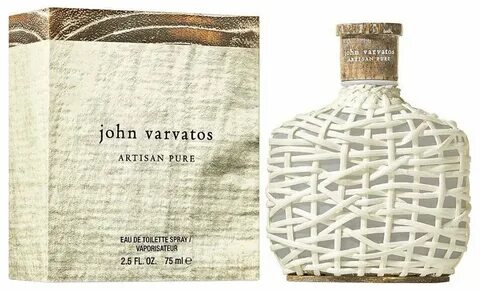 john varvatos
ARTISAN PURE
EAU DE TOILETTE SPRAY /
VAPORISATEUR
2.5 FL. OZ. 75 ml ℮
john varvatos
ARTISAN PURE